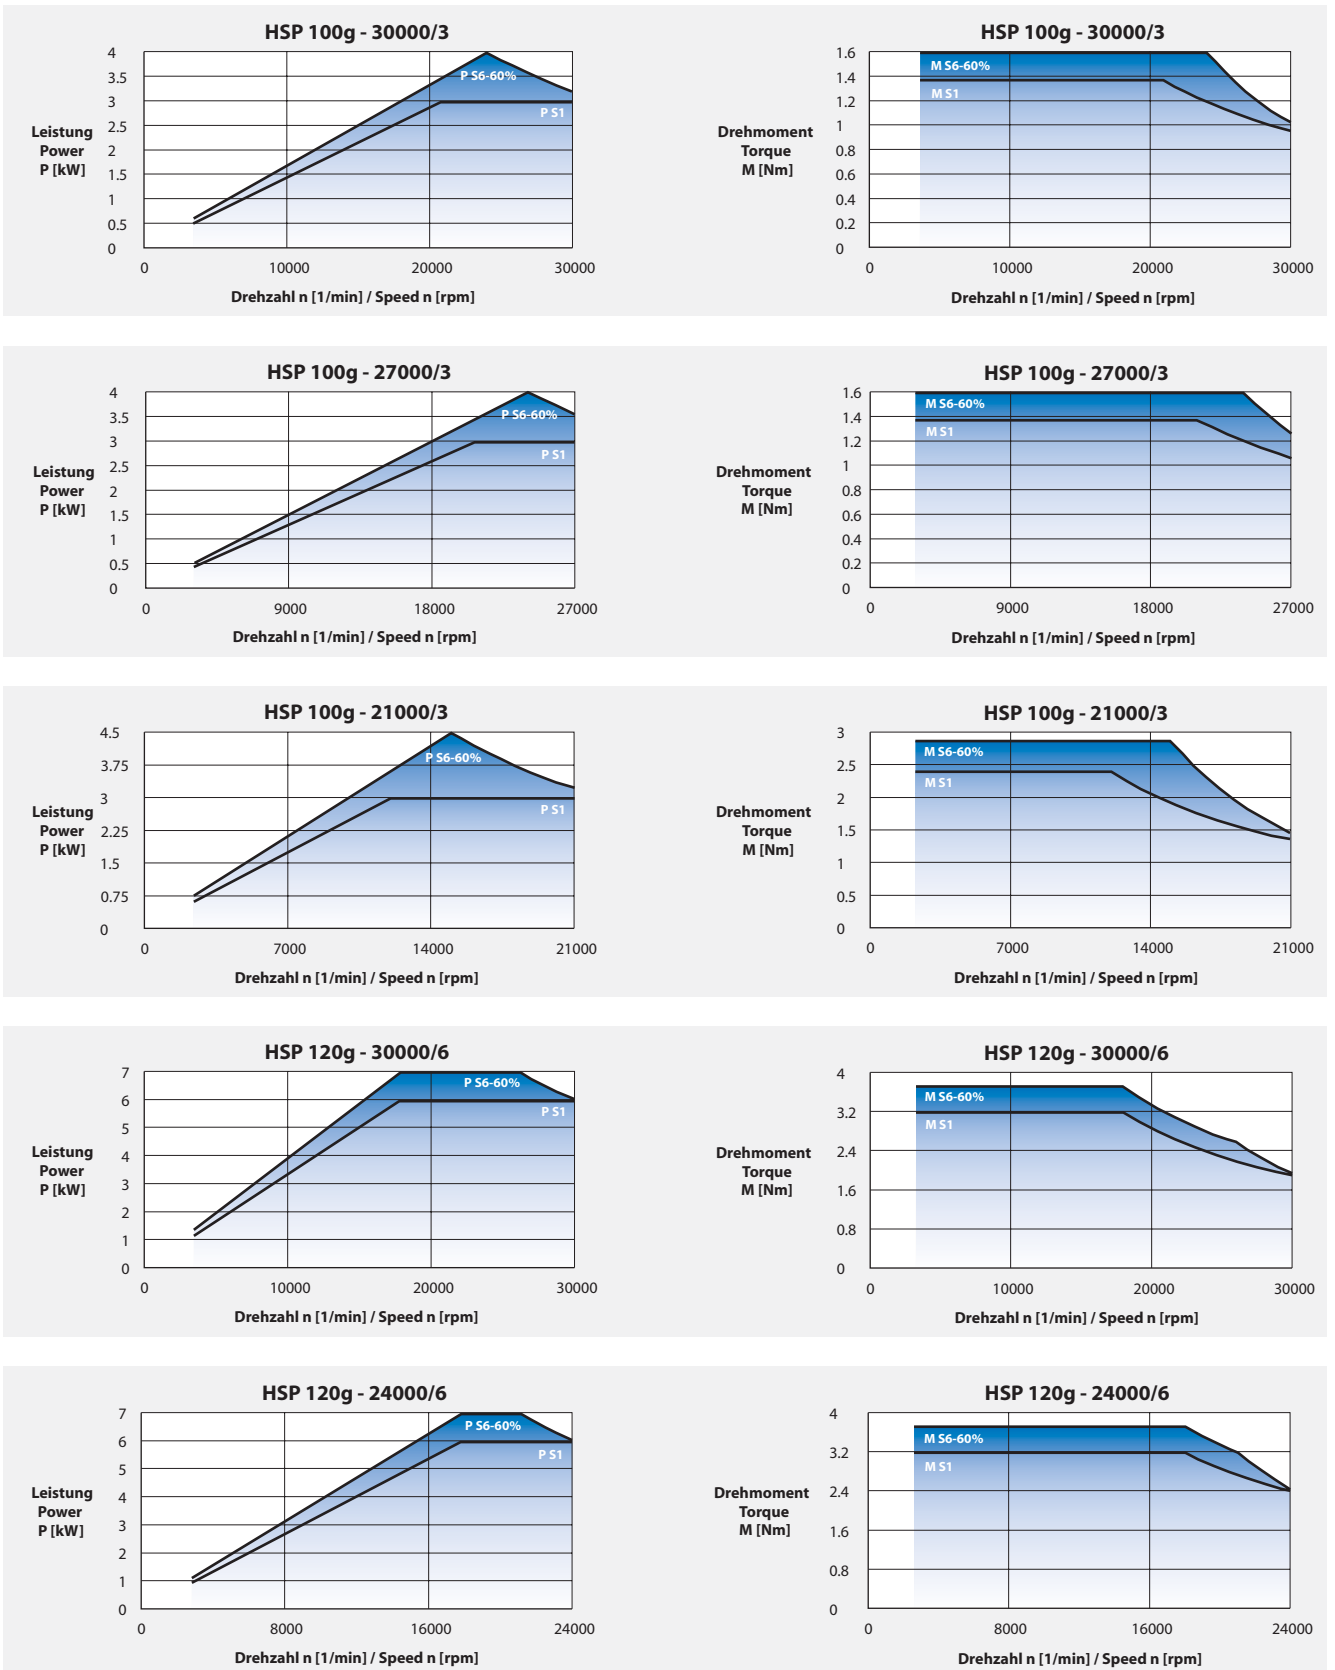 HSP 100g - 30000/3
4
3.5
3
2.5
2
1.5
1
0.5
0
Leistung
Power
P [kW]
P S6-60%
P S1
0 10000 20000 30000
Drehzahl n [1/min] / Speed n [rpm]
HSP 100g - 30000/3
1.6
1.4
1.2
1
0.8
0.6
0.4
0.2
0
Drehmoment
Torque
M [Nm]
M S6-60%
M S1
0 10000 20000 30000
Drehzahl n [1/min] / Speed n [rpm]
HSP 100g - 27000/3
4
3.5
3
2.5
2
1.5
1
0.5
0
Leistung
Power
P [kW]
P S6-60%
P S1
0 9000 18000 27000
Drehzahl n [1/min] / Speed n [rpm]
HSP 100g - 27000/3
1.6
1.4
1.2
1
0.8
0.6
0.4
0.2
0
Drehmoment
Torque
M [Nm]
M S6-60%
M S1
0 9000 18000 27000
Drehzahl n [1/min] / Speed n [rpm]
HSP 100g - 21000/3
4.5
3.75
3
2.25
1.5
0.75
0
Leistung
Power
P [kW]
P S6-60%
P S1
0 7000 14000 21000
Drehzahl n [1/min] / Speed n [rpm]
HSP 100g - 21000/3
3
2.5
2
1.5
1
0.5
0
Drehmoment
Torque
M [Nm]
M S6-60%
M S1
0 7000 14000 21000
Drehzahl n [1/min] / Speed n [rpm]
HSP 120g - 30000/6
7
6
5
4
3
2
1
0
Leistung
Power
P [kW]
P S6-60%
P S1
0 10000 20000 30000
Drehzahl n [1/min] / Speed n [rpm]
HSP 120g - 30000/6
4
3.2
2.4
1.6
0.8
0
Drehmoment
Torque
M [Nm]
M S6-60%
M S1
0 10000 20000 30000
Drehzahl n [1/min] / Speed n [rpm]
HSP 120g - 24000/6
7
6
5
4
3
2
1
0
Leistung
Power
P [kW]
P S6-60%
P S1
0 8000 16000 24000
Drehzahl n [1/min] / Speed n [rpm]
HSP 120g - 24000/6
4
3.2
2.4
1.6
0.8
0
Drehmoment
Torque
M [Nm]
M S6-60%
M S1
0 8000 16000 24000
Drehzahl n [1/min] / Speed n [rpm]